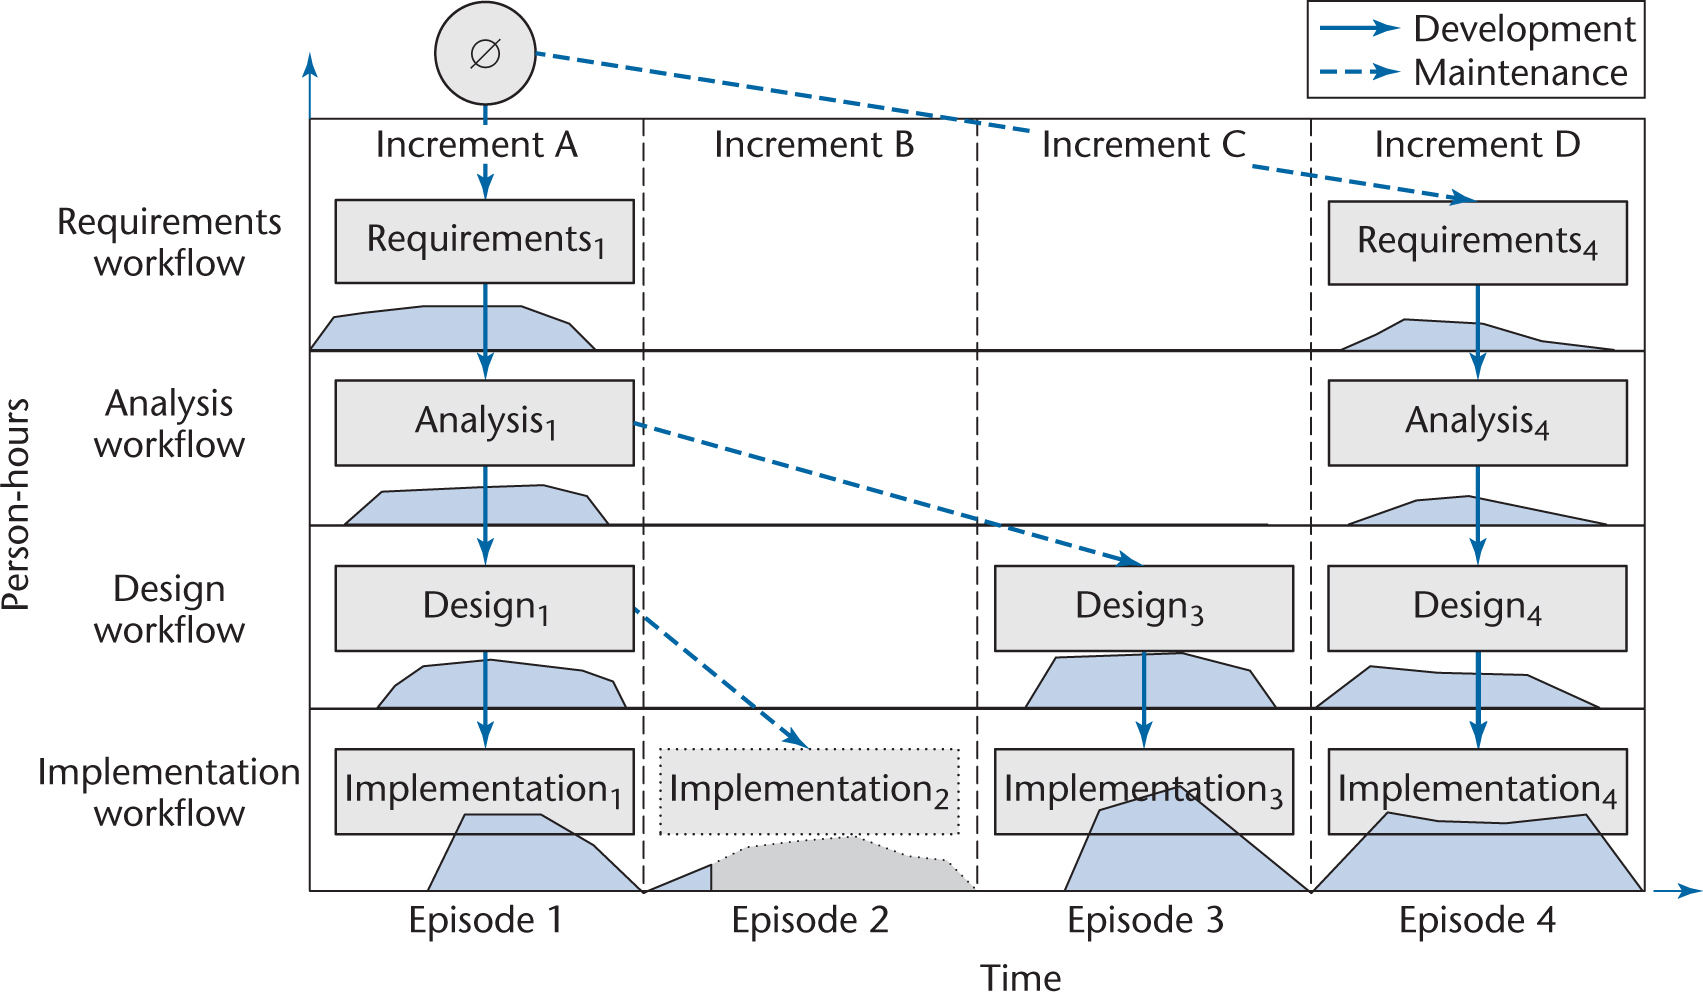 ∅
Development
Maintenance
Increment A
Increment B
Increment C
Increment D
Requirements
workflow
Requirements₁
Requirements₄
Analysis
workflow
Analysis₁
Analysis₄
Person-hours
Design
workflow
Design₁
Design₃
Design₄
Implementation
workflow
Implementation₁
Implementation₂
Implementation₃
Implementation₄
Episode 1
Episode 2
Episode 3
Episode 4
Time